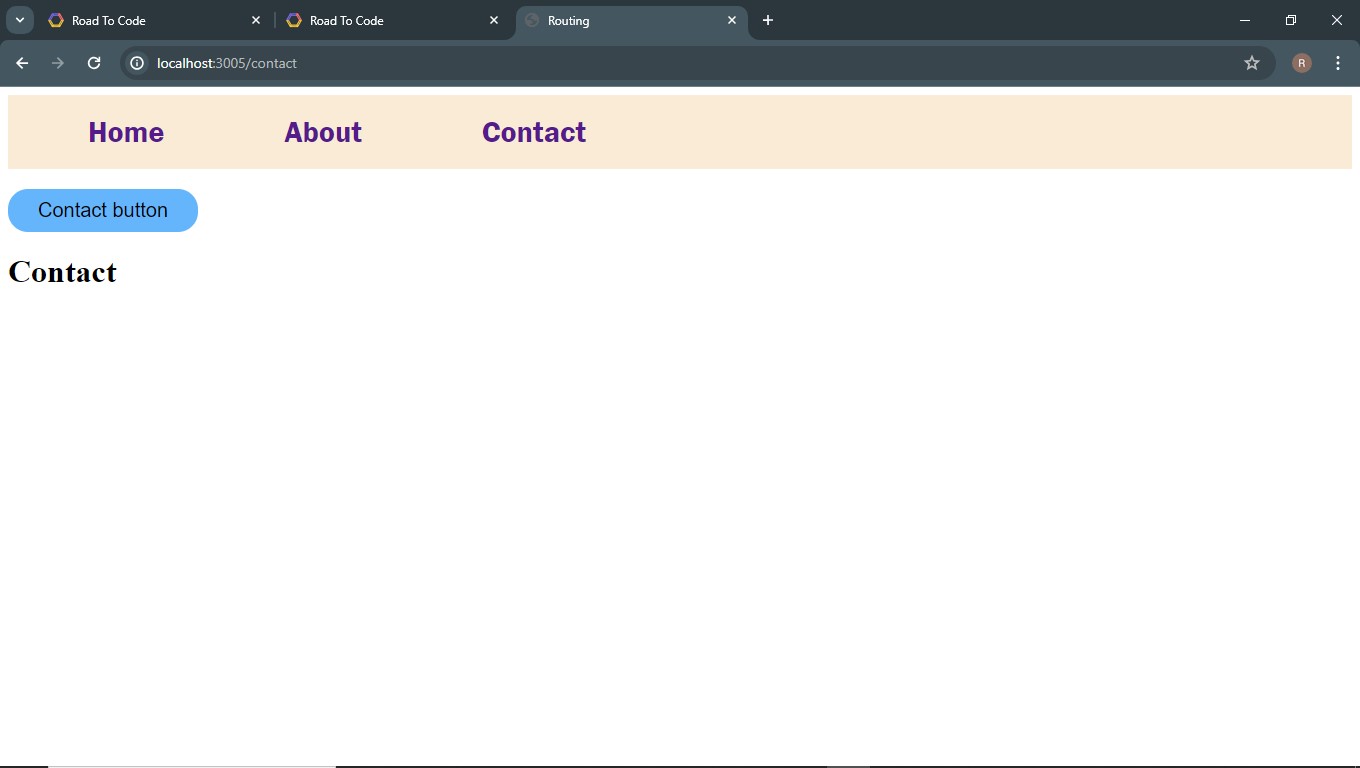 Road To Code
Road To Code
Routing
localhost:3005/contact
R
Home About Contact
Contact button
Contact